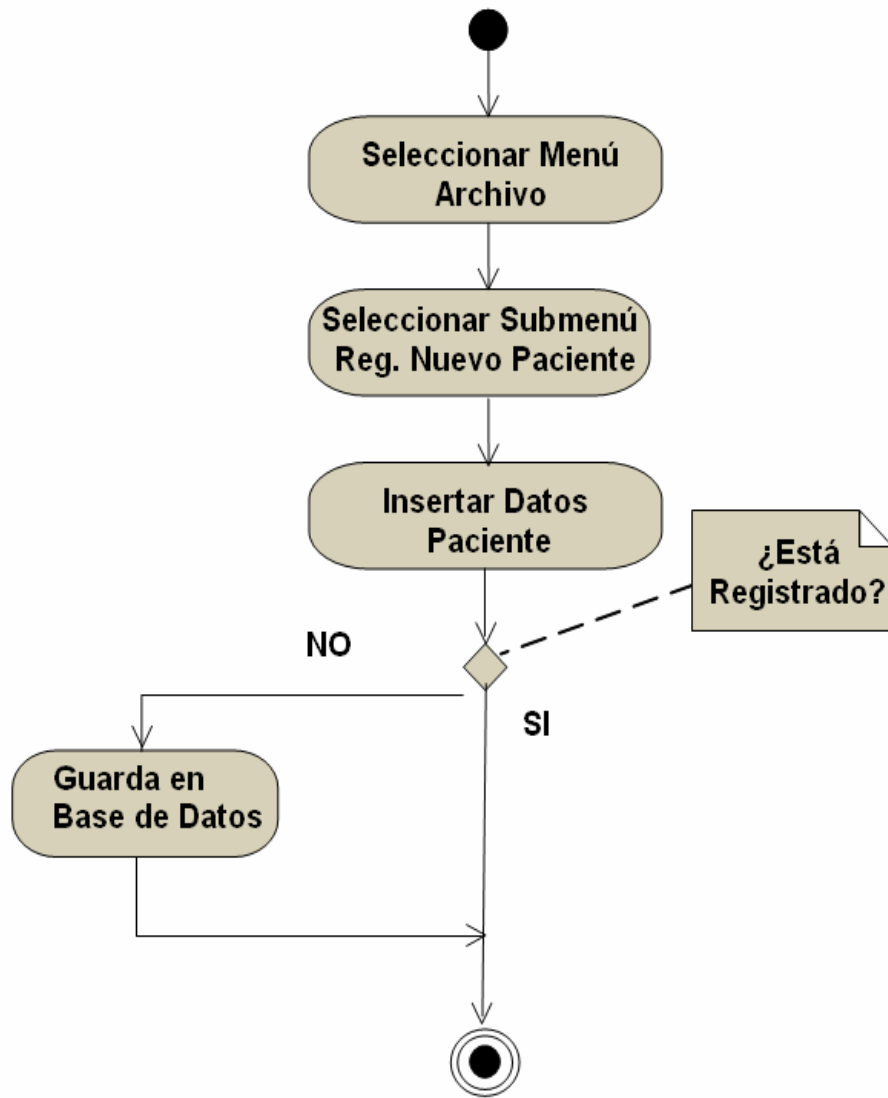 Seleccionar Menú
Archivo
Seleccionar Submenú
Reg. Nuevo Paciente
Insertar Datos
Paciente
¿Está
Registrado?
NO
SI
Guarda en
Base de Datos